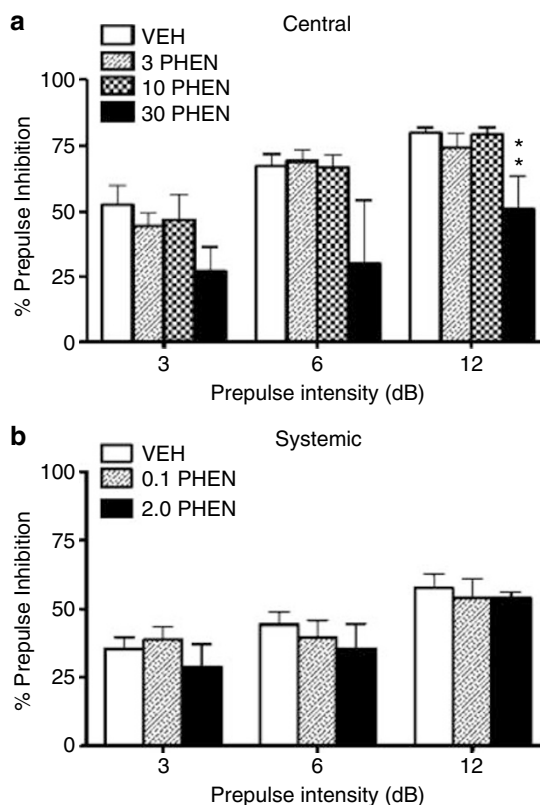 a
Central
VEH
3 PHEN
10 PHEN
30 PHEN
% Prepulse Inhibition
100
75
50
25
0
*
*
3
6
12
Prepulse intensity (dB)
b
Systemic
VEH
0.1 PHEN
2.0 PHEN
% Prepulse Inhibition
100
75
50
25
0
3
6
12
Prepulse intensity (dB)